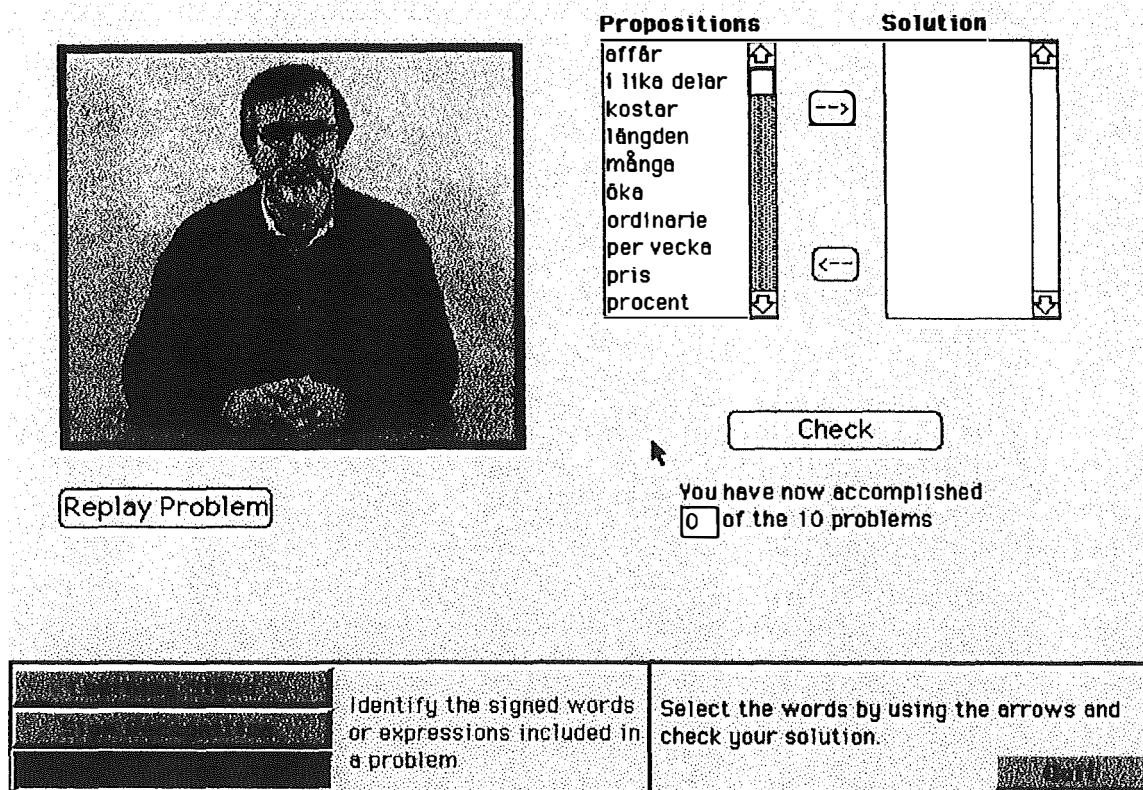 Propositions
Solution
affär
i lika delar
kostar
längden
många
öka
ordinarie
per vecka
pris
procent
-->
<--
Check
Replay Problem
You have now accomplished
0 of the 10 problems
Identify the signed words
or expressions included in
a problem
Select the words by using the arrows and
check your solution.
Quit